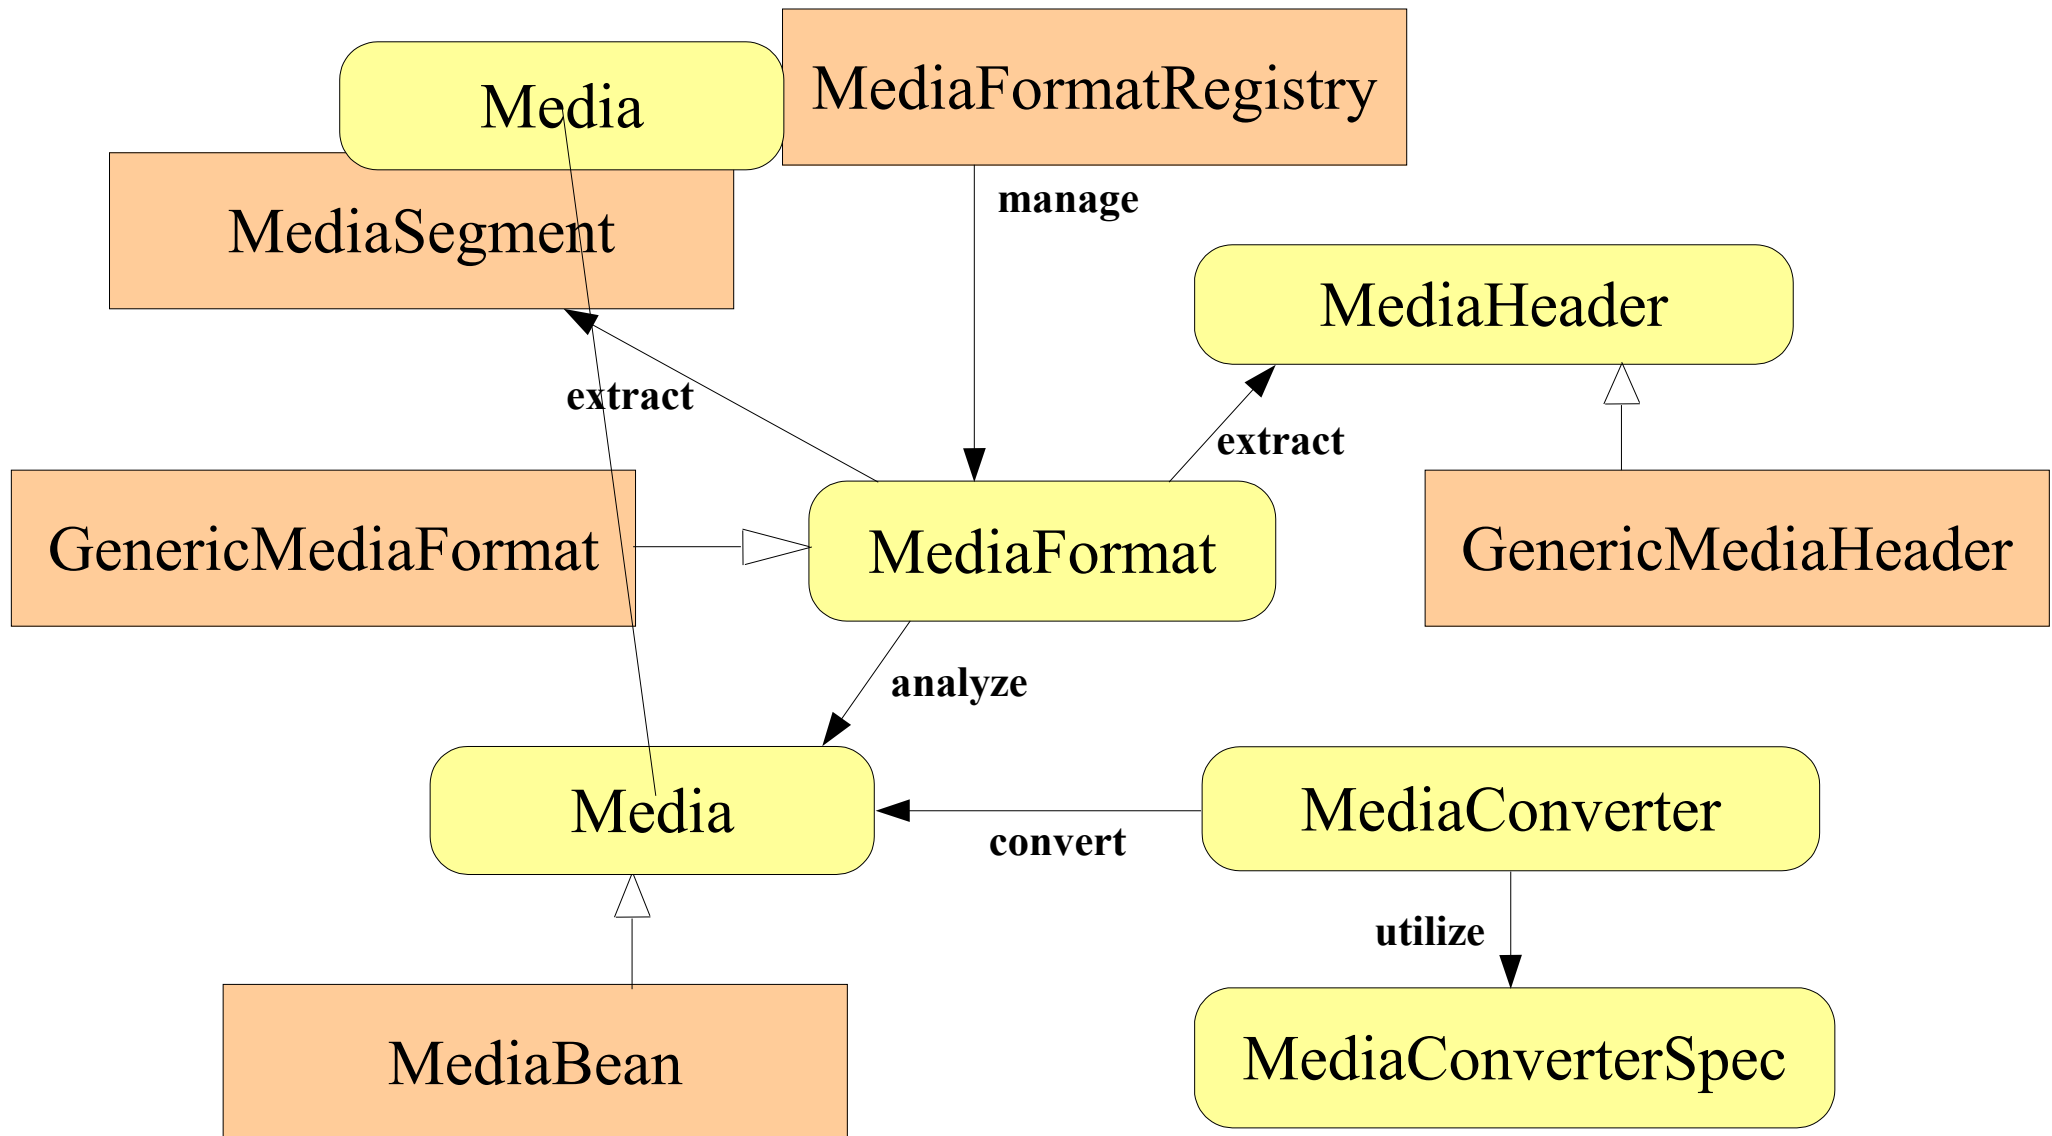 Media
MediaFormatRegistry
manage
MediaSegment
MediaHeader
extract
extract
GenericMediaFormat
MediaFormat
GenericMediaHeader
analyze
Media
MediaConverter
convert
utilize
MediaBean
MediaConverterSpec